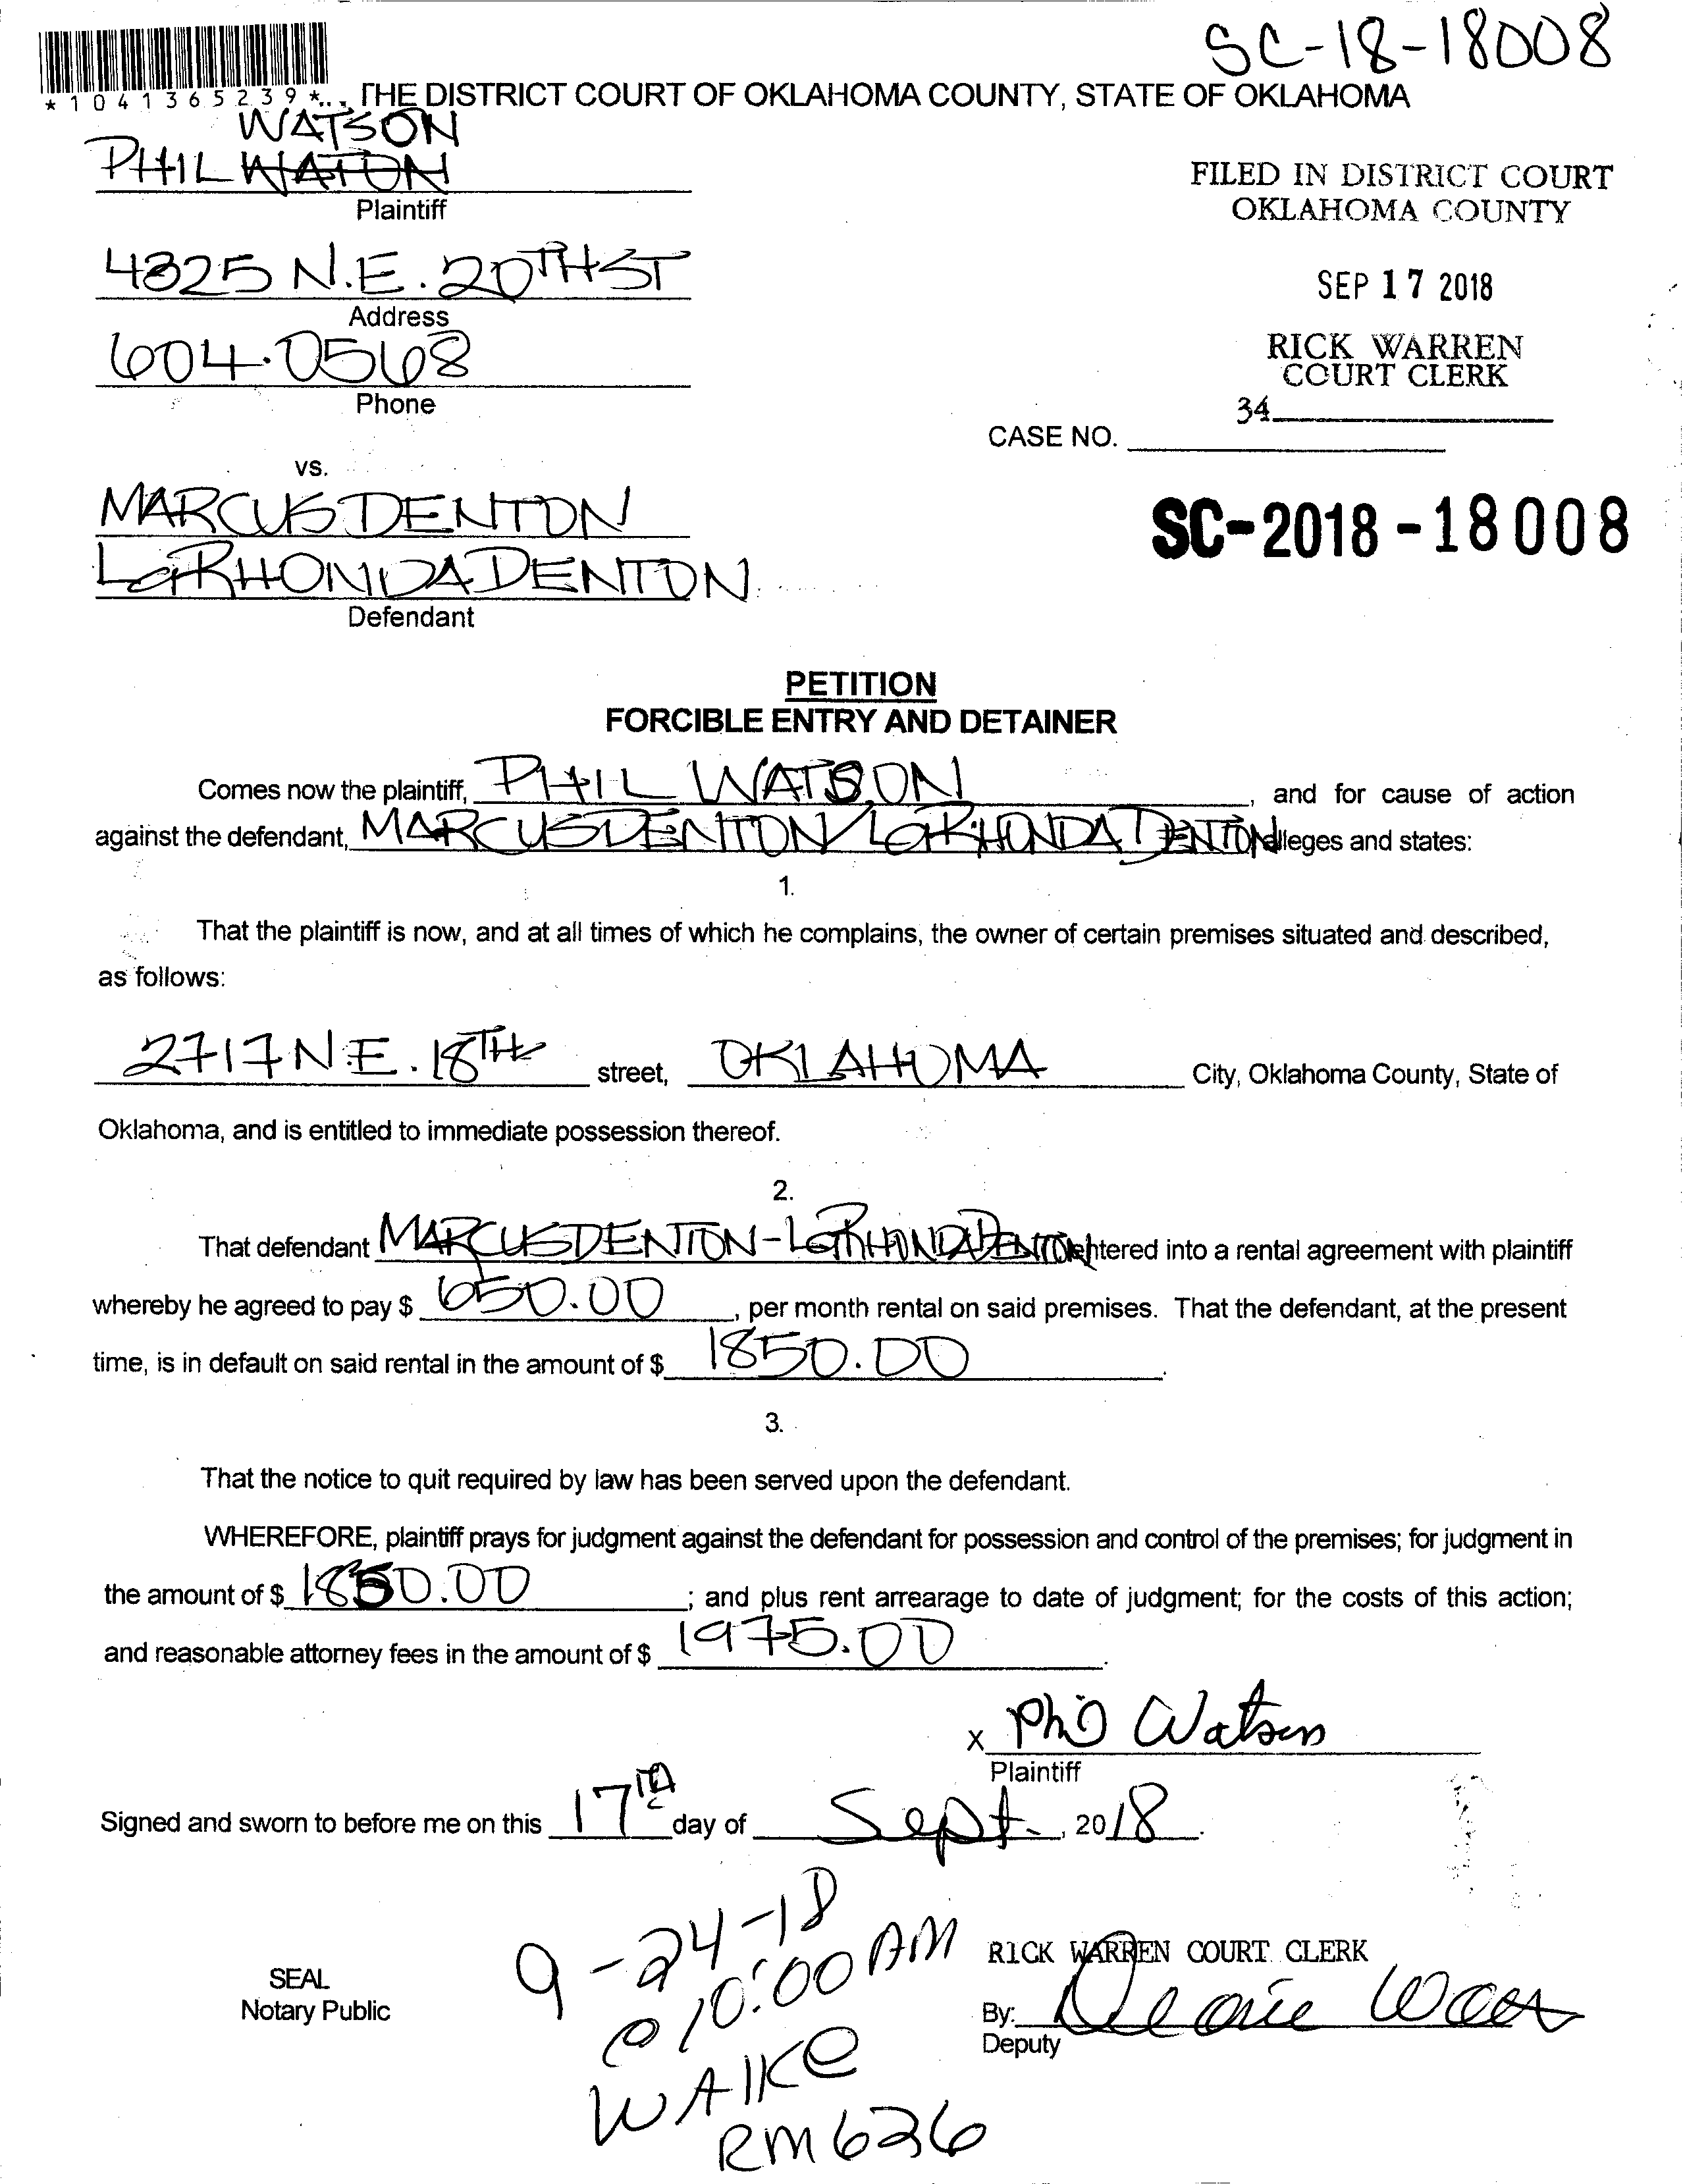 SC-18-18008
*1041365239*
THE DISTRICT COURT OF OKLAHOMA COUNTY, STATE OF OKLAHOMA
WATSON
PHIL WATON
Plaintiff
FILED IN DISTRICT COURT
OKLAHOMA COUNTY
4325 N.E. 20TH ST
Address
SEP 17 2018
604.0568
Phone
RICK WARREN
COURT CLERK
34
CASE NO.
vs.
MARCUS DENTON
SC-2018-18008
LaRHONDA DENTON
Defendant
PETITION
FORCIBLE ENTRY AND DETAINER
Comes now the plaintiff, PHIL WATSON, and for cause of action
against the defendant, MARCUS DENTON/LaRHONDA DENTON alleges and states:
1.
That the plaintiff is now, and at all times of which he complains, the owner of certain premises situated and described,
as follows:
2717 N.E. 18TH street, OKLAHOMA City, Oklahoma County, State of
Oklahoma, and is entitled to immediate possession thereof.
2.
That defendant MARCUS DENTON-LaRHONDA DENTON entered into a rental agreement with plaintiff
whereby he agreed to pay $ 650.00, per month rental on said premises. That the defendant, at the present
time, is in default on said rental in the amount of $ 1850.00.
3.
That the notice to quit required by law has been served upon the defendant.
WHEREFORE, plaintiff prays for judgment against the defendant for possession and control of the premises; for judgment in
the amount of $ 1850.00; and plus rent arrearage to date of judgment; for the costs of this action;
and reasonable attorney fees in the amount of $ 1975.00.
x Phil Watson
Plaintiff
Signed and sworn to before me on this 17th day of Sept., 2018.
9-24-18
@ 10:00 AM
WAIKe
RM 626
SEAL
Notary Public
RICK WARREN COURT CLERK
By:
Deputy